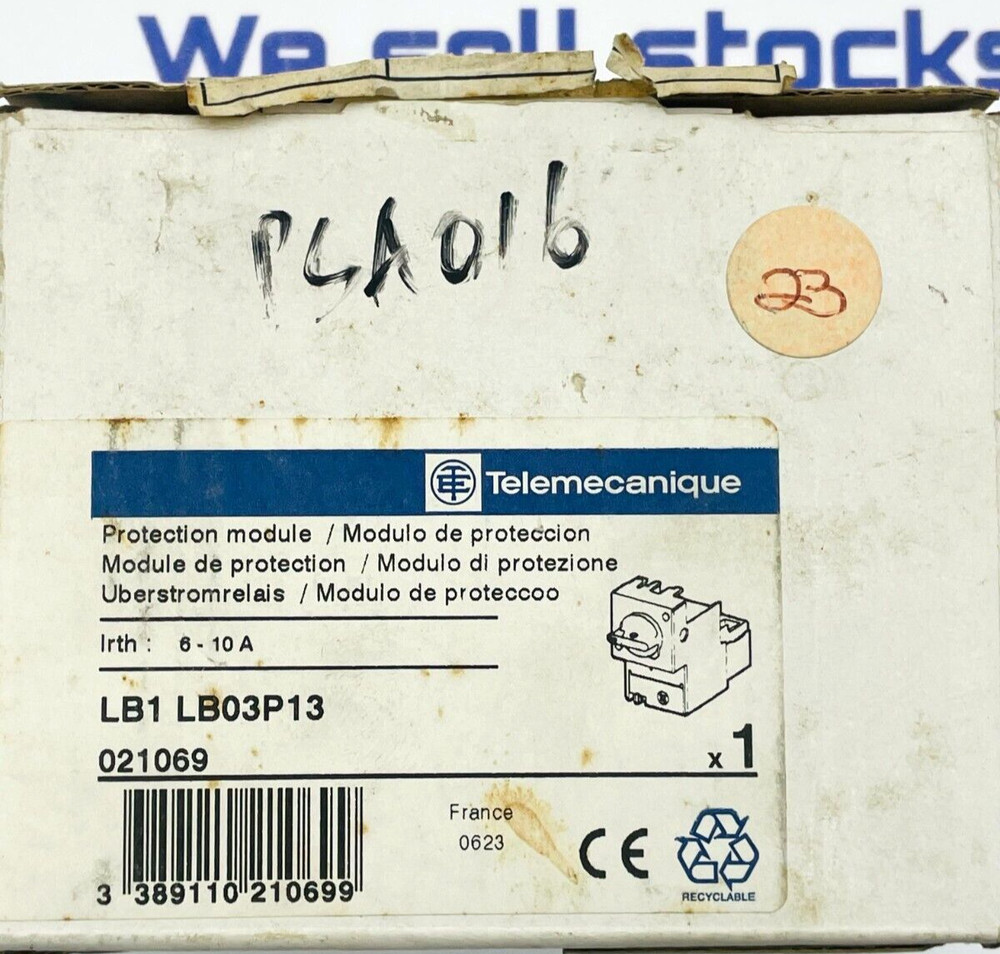 We sell stocks
PSA016
23
Telemecanique
Protection module / Modulo de proteccion
Module de protection / Modulo di protezione
Uberstromrelais / Modulo de proteccoo
Irth : 6 - 10 A
LB1 LB03P13
021069
x 1
France
0623
CE
RECYCLABLE
3 389110 210699